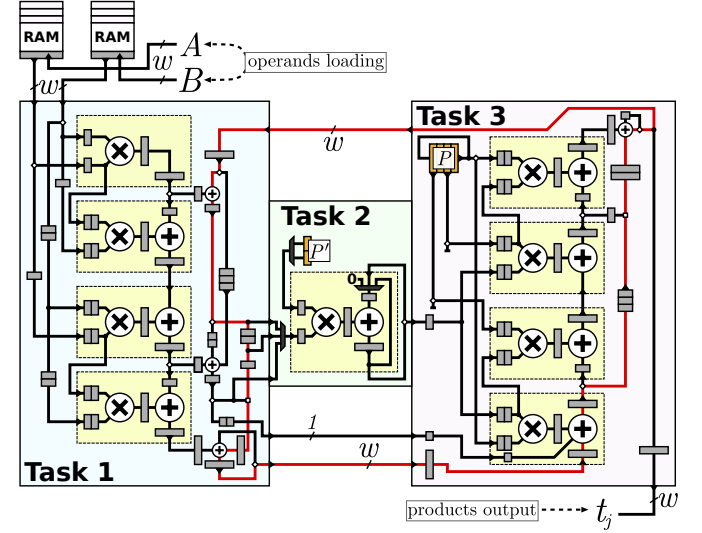 RAM RAM
A
w
operands loading
w
B
Task 3
w
P
Task 2
P'
0
1
w
Task 1
products output
t_j
w